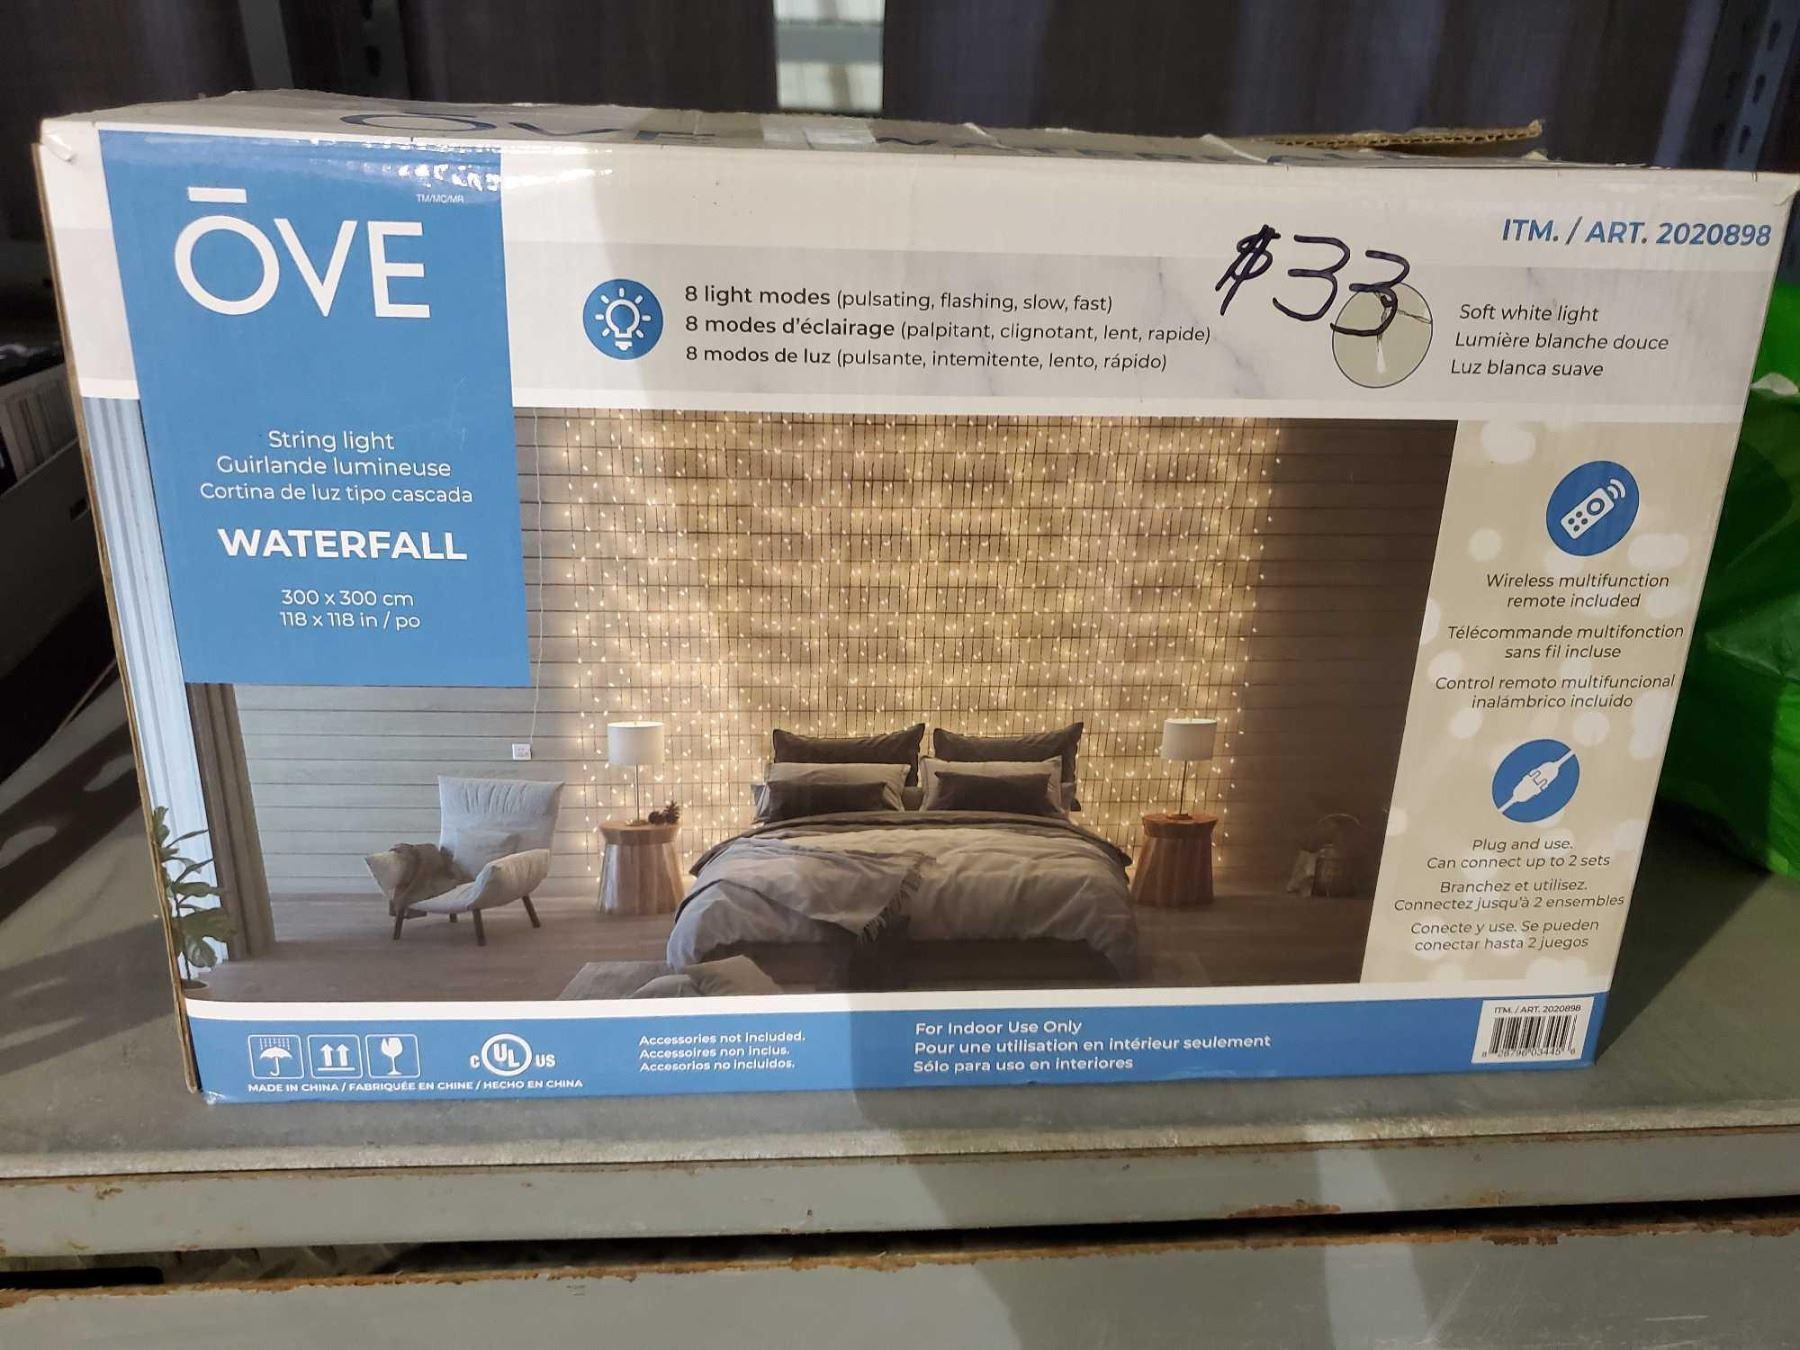 ŌVE
TM/MC/MR
String light
Guirlande lumineuse
Cortina de luz tipo cascada
WATERFALL
300 x 300 cm
118 x 118 in / po
8 light modes (pulsating, flashing, slow, fast)
8 modes d'éclairage (palpitant, clignotant, lent, rapide)
8 modos de luz (pulsante, intemitente, lento, rápido)
$33
ITM. / ART. 2020898
Soft white light
Lumière blanche douce
Luz blanca suave
Wireless multifunction
remote included
Télécommande multifonction
sans fil incluse
Control remoto multifuncional
inalámbrico incluido
Plug and use.
Can connect up to 2 sets
Branchez et utilisez.
Connectez jusqu'à 2 ensembles
Conecte y use. Se pueden
conectar hasta 2 juegos
C UL US
MADE IN CHINA / FABRIQUÉE EN CHINE / HECHO EN CHINA
Accessories not included.
Accessoires non inclus.
Accesorios no incluidos.
For Indoor Use Only
Pour une utilisation en intérieur seulement
Sólo para uso en interiores
ITM. / ART. 2020898